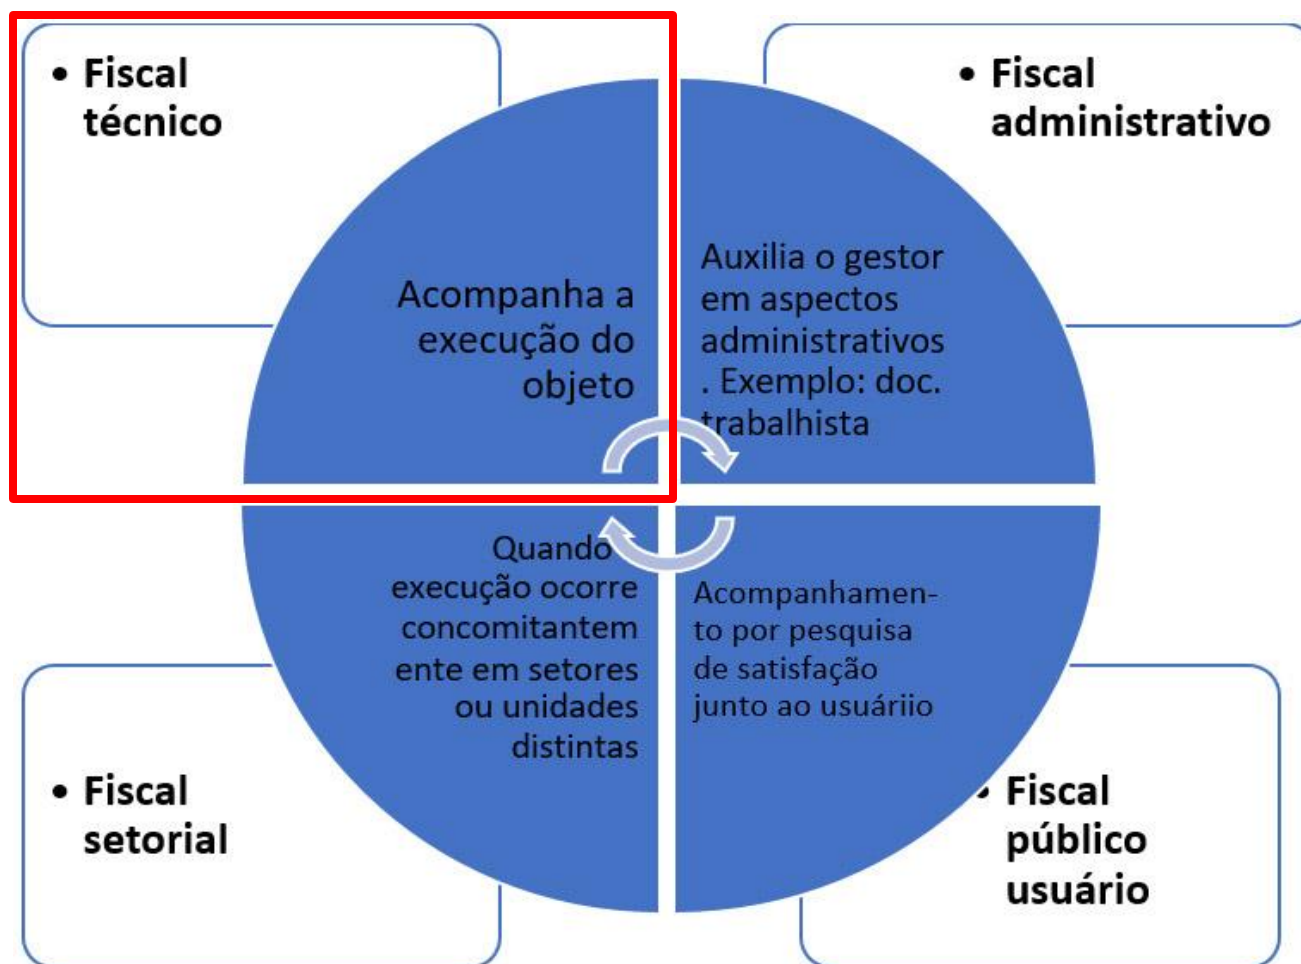 • Fiscal
técnico
Acompanha a
execução do
objeto
• Fiscal
administrativo
Auxilia o gestor
em aspectos
administrativos
. Exemplo: doc.
trabalhista
Quando
execução ocorre
concomitantem
ente em setores
ou unidades
distintas
• Fiscal
setorial
Acompanhamen-
to por pesquisa
de satisfação
junto ao usuáriio
• Fiscal
público
usuário